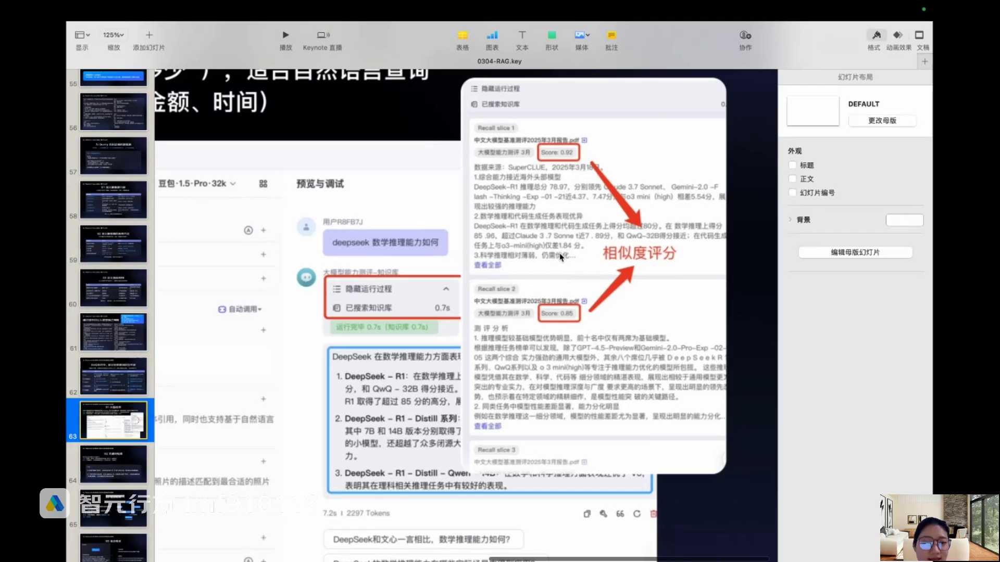 显示
125%
缩放
添加幻灯片
播放
Keynote 直播
表格
图表
文本
形状
媒体
批注
协作
格式
动画效果
文稿
0304-RAG.key
55
56
57
58
59
60
61
62
63
64
65
多少"），适合自然语言查询
金额、时间）
豆包·1.5·Pro·32k
自动调用
引用，同时也支持基于自然语言
照片的描述匹配到最合适的照片
预览与调试
用户R8FB7J
deepseek 数学推理能力如何
大模型能力测评-知识库
隐藏运行过程
已搜索知识库 0.7s
运行完毕 0.7s（知识库 0.7s）
DeepSeek 在数学推理能力方面表现
1. DeepSeek - R1：在数学推理上
分，和 QwQ - 32B 得分接近。
R1 取得了超过 85 分的高分，展
2. DeepSeek - R1 - Distill 系列：
其中 7B 和 14B 版本分别取得了
的小模型，还超越了众多闭源大
力。
3. DeepSeek - R1 - Distill - Qwen
表明其在理科相关推理任务中有较好的表现。
7.2s | 2297 Tokens
DeepSeek和文心一言相比，数学推理能力如何？
隐藏运行过程
已搜索知识库 0.
Recall slice 1
中文大模型基准测评2025年3月报告.pdf
大模型能力测评 3月 Score: 0.92
数据来源：SuperCLUE，2025年3月18日。
1.综合能力接近海外头部模型
DeepSeek-R1 推理总分 78.97，分别领先 Claude 3.7 Sonnet、 Gemini-2.0 -F
lash -Thinking -Exp -01 -21近4.37、7.47分，与o3 mini（high）相差5.54分，展
现出较强的推理能力
2.数学推理和代码生成任务表现优异
DeepSeek-R1 在数学推理和代码生成任务上得分均超过80分。在 数学推理上得分
85 .96，超过Claude 3 .7 Sonne t近7 . 89分，和 QwQ-32B得分接近；在代码生成
任务上与o3-mini(high)仅差1.84 分。
3.科学推理相对薄弱，仍需优化...
查看全部
相似度评分
Recall slice 2
中文大模型基准测评2025年3月报告.pdf
大模型能力测评 3月 Score: 0.85
测 评 分 析
1. 推理模型较基础模型优势明显，前十名中仅有两席为基础模型。
根据推理任务榜单可以发现，除了GPT-4.5-Preview和Gemini-2.0-Pro-Exp -02-
05 这两个综合 实力强劲的通用大模型外，其余八个席位几乎被 D e e p S e e k R
系列、QwQ系列以及 o 3 mini(high)等专注于推理能力优化的模型所包揽。 这些推
模型凭借其在数学、科学、代码等 细分领域的精湛表现，展现出相较于通用模型更
突出的专业实力，在对模型推理深度与广度 要求更高的场景下，呈现出明显的领先
势，也预示着在特定领域的精耕细作，是模型性能突 破的关键路径。
2. 同类任务中模型性能差距显著，能力分化明显
例如在数学推理这一细分领域，模型的性能差距尤为显著，呈现出明显的能力分化...
查看全部
Recall slice 3
中文大模型基准测评2025年3月报告.pdf
幻灯片布局
DEFAULT
更改母版
外观
标题
正文
幻灯片编号
背景
编辑母版幻灯片
智元行